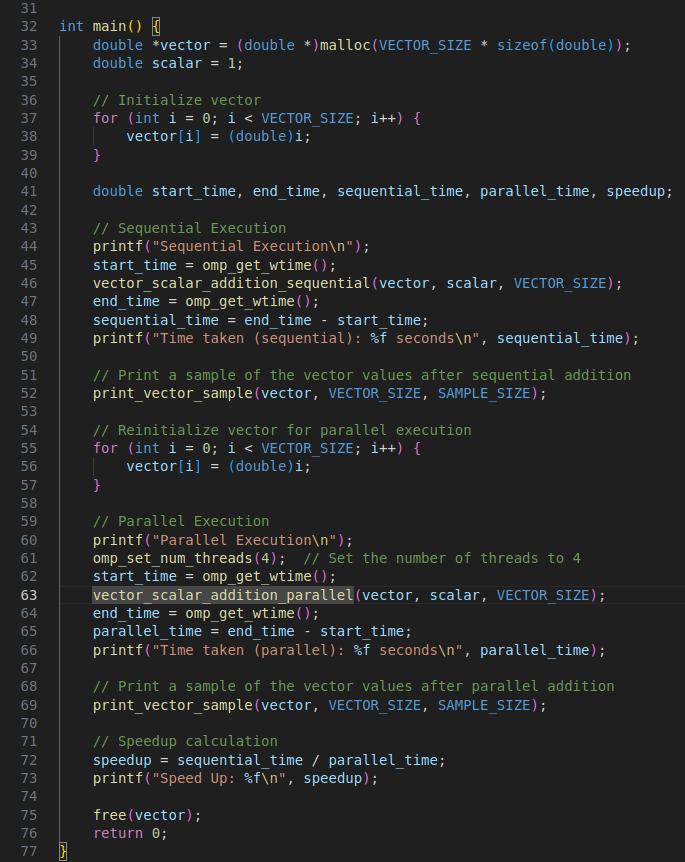 31
32 int main() {
33     double *vector = (double *)malloc(VECTOR_SIZE * sizeof(double));
34     double scalar = 1;
35
36     // Initialize vector
37     for (int i = 0; i < VECTOR_SIZE; i++) {
38         vector[i] = (double)i;
39     }
40
41     double start_time, end_time, sequential_time, parallel_time, speedup;
42
43     // Sequential Execution
44     printf("Sequential Execution\n");
45     start_time = omp_get_wtime();
46     vector_scalar_addition_sequential(vector, scalar, VECTOR_SIZE);
47     end_time = omp_get_wtime();
48     sequential_time = end_time - start_time;
49     printf("Time taken (sequential): %f seconds\n", sequential_time);
50
51     // Print a sample of the vector values after sequential addition
52     print_vector_sample(vector, VECTOR_SIZE, SAMPLE_SIZE);
53
54     // Reinitialize vector for parallel execution
55     for (int i = 0; i < VECTOR_SIZE; i++) {
56         vector[i] = (double)i;
57     }
58
59     // Parallel Execution
60     printf("Parallel Execution\n");
61     omp_set_num_threads(4);  // Set the number of threads to 4
62     start_time = omp_get_wtime();
63     vector_scalar_addition_parallel(vector, scalar, VECTOR_SIZE);
64     end_time = omp_get_wtime();
65     parallel_time = end_time - start_time;
66     printf("Time taken (parallel): %f seconds\n", parallel_time);
67
68     // Print a sample of the vector values after parallel addition
69     print_vector_sample(vector, VECTOR_SIZE, SAMPLE_SIZE);
70
71     // Speedup calculation
72     speedup = sequential_time / parallel_time;
73     printf("Speed Up: %f\n", speedup);
74
75     free(vector);
76     return 0;
77 }